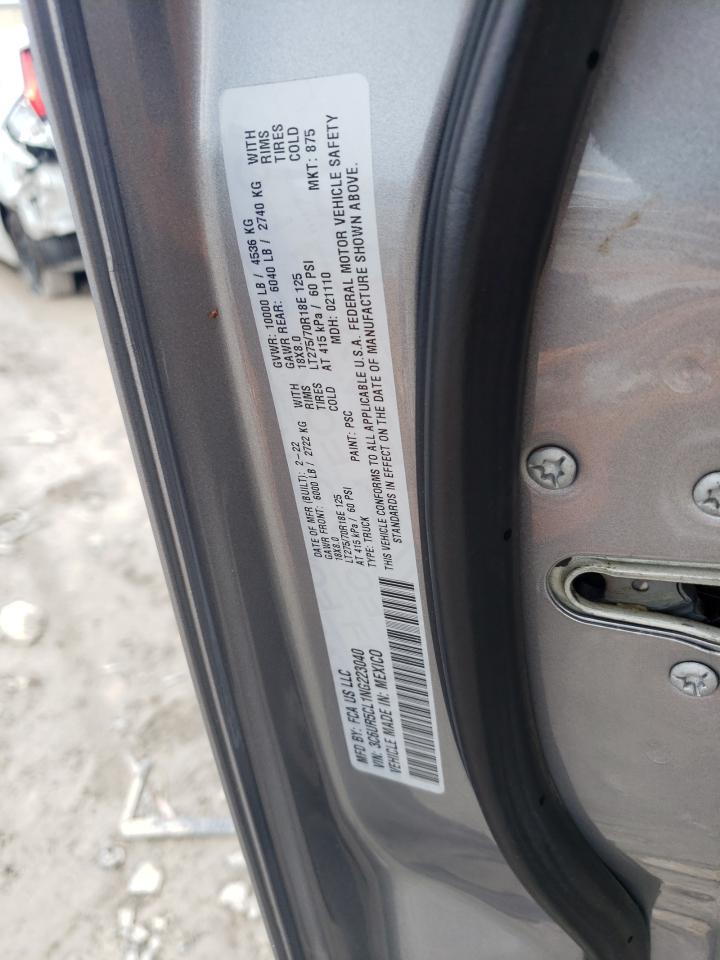 MFD BY: FCA US LLC
VIN: 3C6UR5CL1NG223040
VEHICLE MADE IN: MEXICO
DATE OF MFR (BUILT): 2-22
GAWR FRONT: 6000 LB / 2722 KG WITH
18X8.0 RIMS
LT275/70R18E 125 TIRES
AT 415 kPa / 60 PSI COLD
TYPE: TRUCK
PAINT: PSC
GVWR: 10000 LB / 4536 KG
GAWR REAR: 6040 LB / 2740 KG WITH
18X8.0 RIMS
LT275/70R18E 125 TIRES
AT 415 kPa / 60 PSI COLD
MDH: 021110
MKT: 875
THIS VEHICLE CONFORMS TO ALL APPLICABLE U.S.A. FEDERAL MOTOR VEHICLE SAFETY
STANDARDS IN EFFECT ON THE DATE OF MANUFACTURE SHOWN ABOVE.